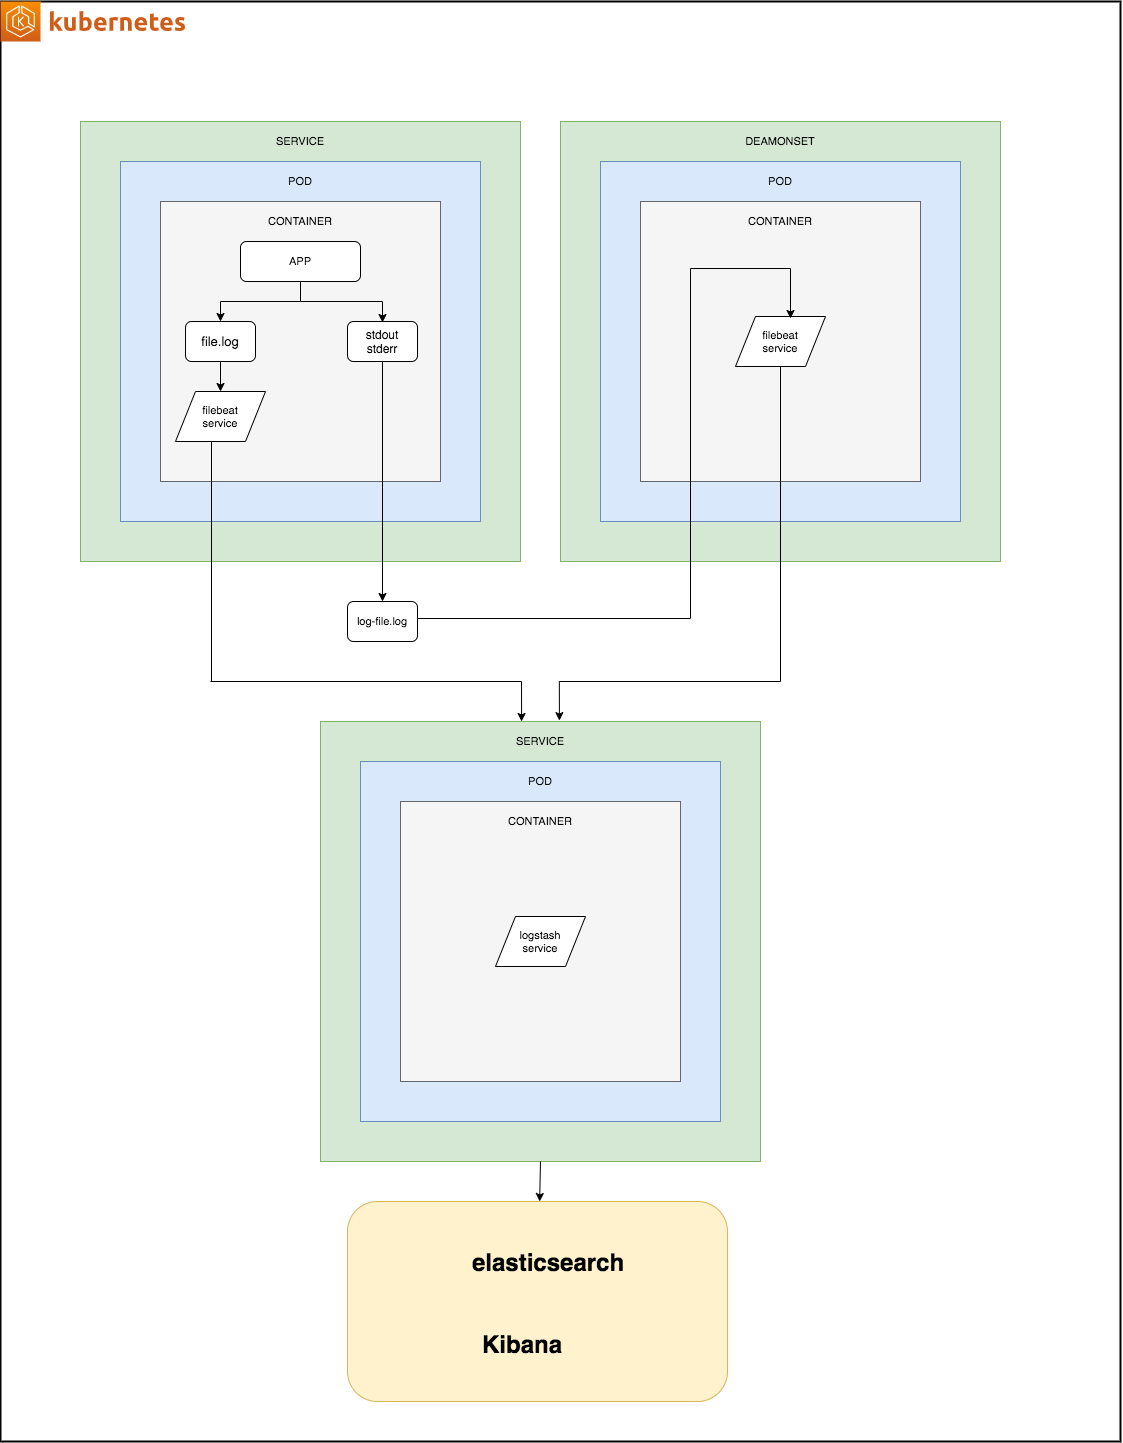 kubernetes
SERVICE
POD
CONTAINER
APP
file.log
stdout
stderr
filebeat
service
DEAMONSET
POD
CONTAINER
filebeat
service
log-file.log
SERVICE
POD
CONTAINER
logstash
service
elasticsearch
Kibana